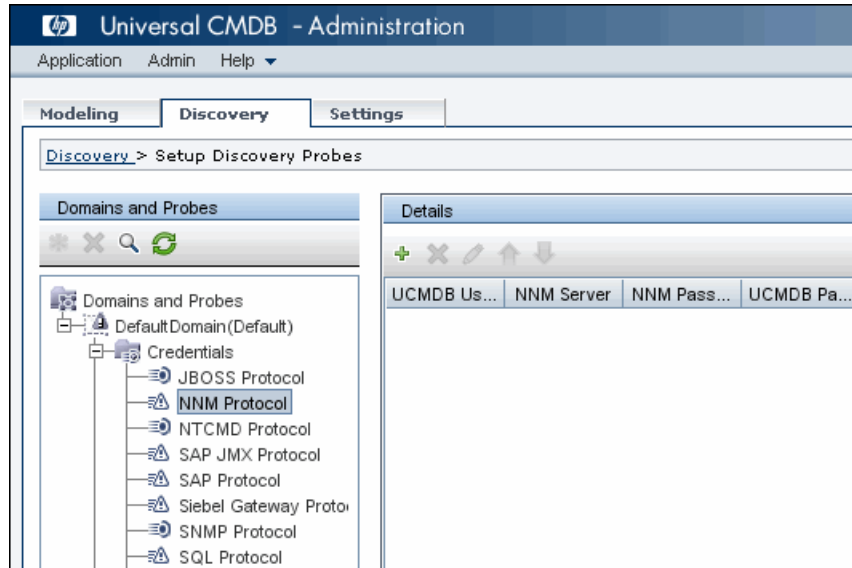 hp Universal CMDB - Administration
Application Admin Help
Modeling Discovery Settings
Discovery > Setup Discovery Probes
Domains and Probes
Details
UCMDB Us... NNM Server NNM Pass... UCMDB Pa...
Domains and Probes
DefaultDomain(Default)
Credentials
JBOSS Protocol
NNM Protocol
NTCMD Protocol
SAP JMX Protocol
SAP Protocol
Siebel Gateway Proto
SNMP Protocol
SQL Protocol